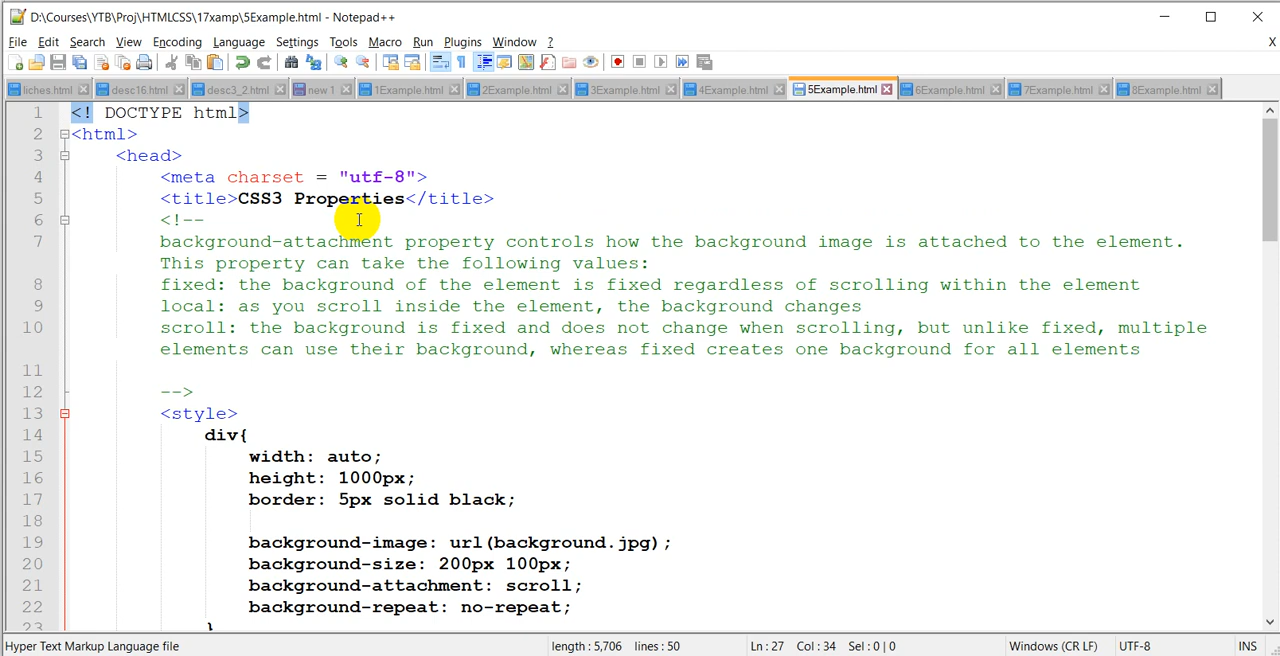 D:\Courses\YTB\Proj\HTMLCSS\17xamp\5Example.html - Notepad++
File Edit Search View Encoding Language Settings Tools Macro Run Plugins Window ? X
liches.html desc16.html desc3_2.html new 1 1Example.html 2Example.html 3Example.html 4Example.html 5Example.html 6Example.html 7Example.html 8Example.html
1 <! DOCTYPE html>
2 <html>
3 <head>
4 <meta charset = "utf-8">
5 <title>CSS3 Properties</title>
6 <!--
7 background-attachment property controls how the background image is attached to the element.
This property can take the following values:
8 fixed: the background of the element is fixed regardless of scrolling within the element
9 local: as you scroll inside the element, the background changes
10 scroll: the background is fixed and does not change when scrolling, but unlike fixed, multiple
elements can use their background, whereas fixed creates one background for all elements
11
12 -->
13 <style>
14 div{
15 width: auto;
16 height: 1000px;
17 border: 5px solid black;
18
19 background-image: url(background.jpg);
20 background-size: 200px 100px;
21 background-attachment: scroll;
22 background-repeat: no-repeat;
23 }
Hyper Text Markup Language file length : 5,706 lines : 50 Ln : 27 Col : 34 Sel : 0 | 0 Windows (CR LF) UTF-8 INS